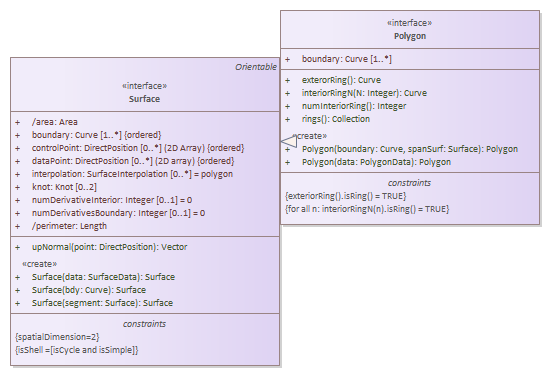 Orientable
«interface»
Surface
+ /area: Area
+ boundary: Curve [1..*] {ordered}
+ controlPoint: DirectPosition [0..*] (2D Array) {ordered}
+ dataPoint: DirectPosition [0..*] (2D array) {ordered}
+ interpolation: SurfaceInterpolation [0..*] = polygon
+ knot: Knot [0..2]
+ numDerivativeInterior: Integer [0..1] = 0
+ numDerivativesBoundary: Integer [0..1] = 0
+ /perimeter: Length
+ upNormal(point: DirectPosition): Vector
«create»
+ Surface(data: SurfaceData): Surface
+ Surface(bdy: Curve): Surface
+ Surface(segment: Surface): Surface
constraints
{spatialDimension=2}
{isShell =[isCycle and isSimple]}
«interface»
Polygon
+ boundary: Curve [1..*]
+ exterorRing(): Curve
+ interiorRingN(N: Integer): Curve
+ numInteriorRing(): Integer
+ rings(): Collection
«create»
+ Polygon(boundary: Curve, spanSurf: Surface): Polygon
+ Polygon(data: PolygonData): Polygon
constraints
{exteriorRing().isRing() = TRUE}
{for all n: interiorRingN(n).isRing() = TRUE}